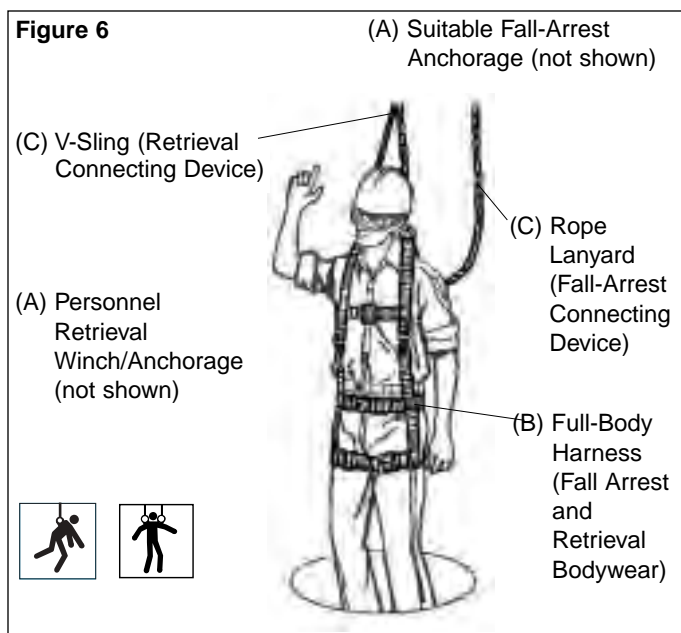 Figure 6
(A) Suitable Fall-Arrest
Anchorage (not shown)
(C) V-Sling (Retrieval
Connecting Device)
(C) Rope
Lanyard
(Fall-Arrest
Connecting
Device)
(A) Personnel
Retrieval
Winch/Anchorage
(not shown)
(B) Full-Body
Harness
(Fall Arrest
and
Retrieval
Bodywear)